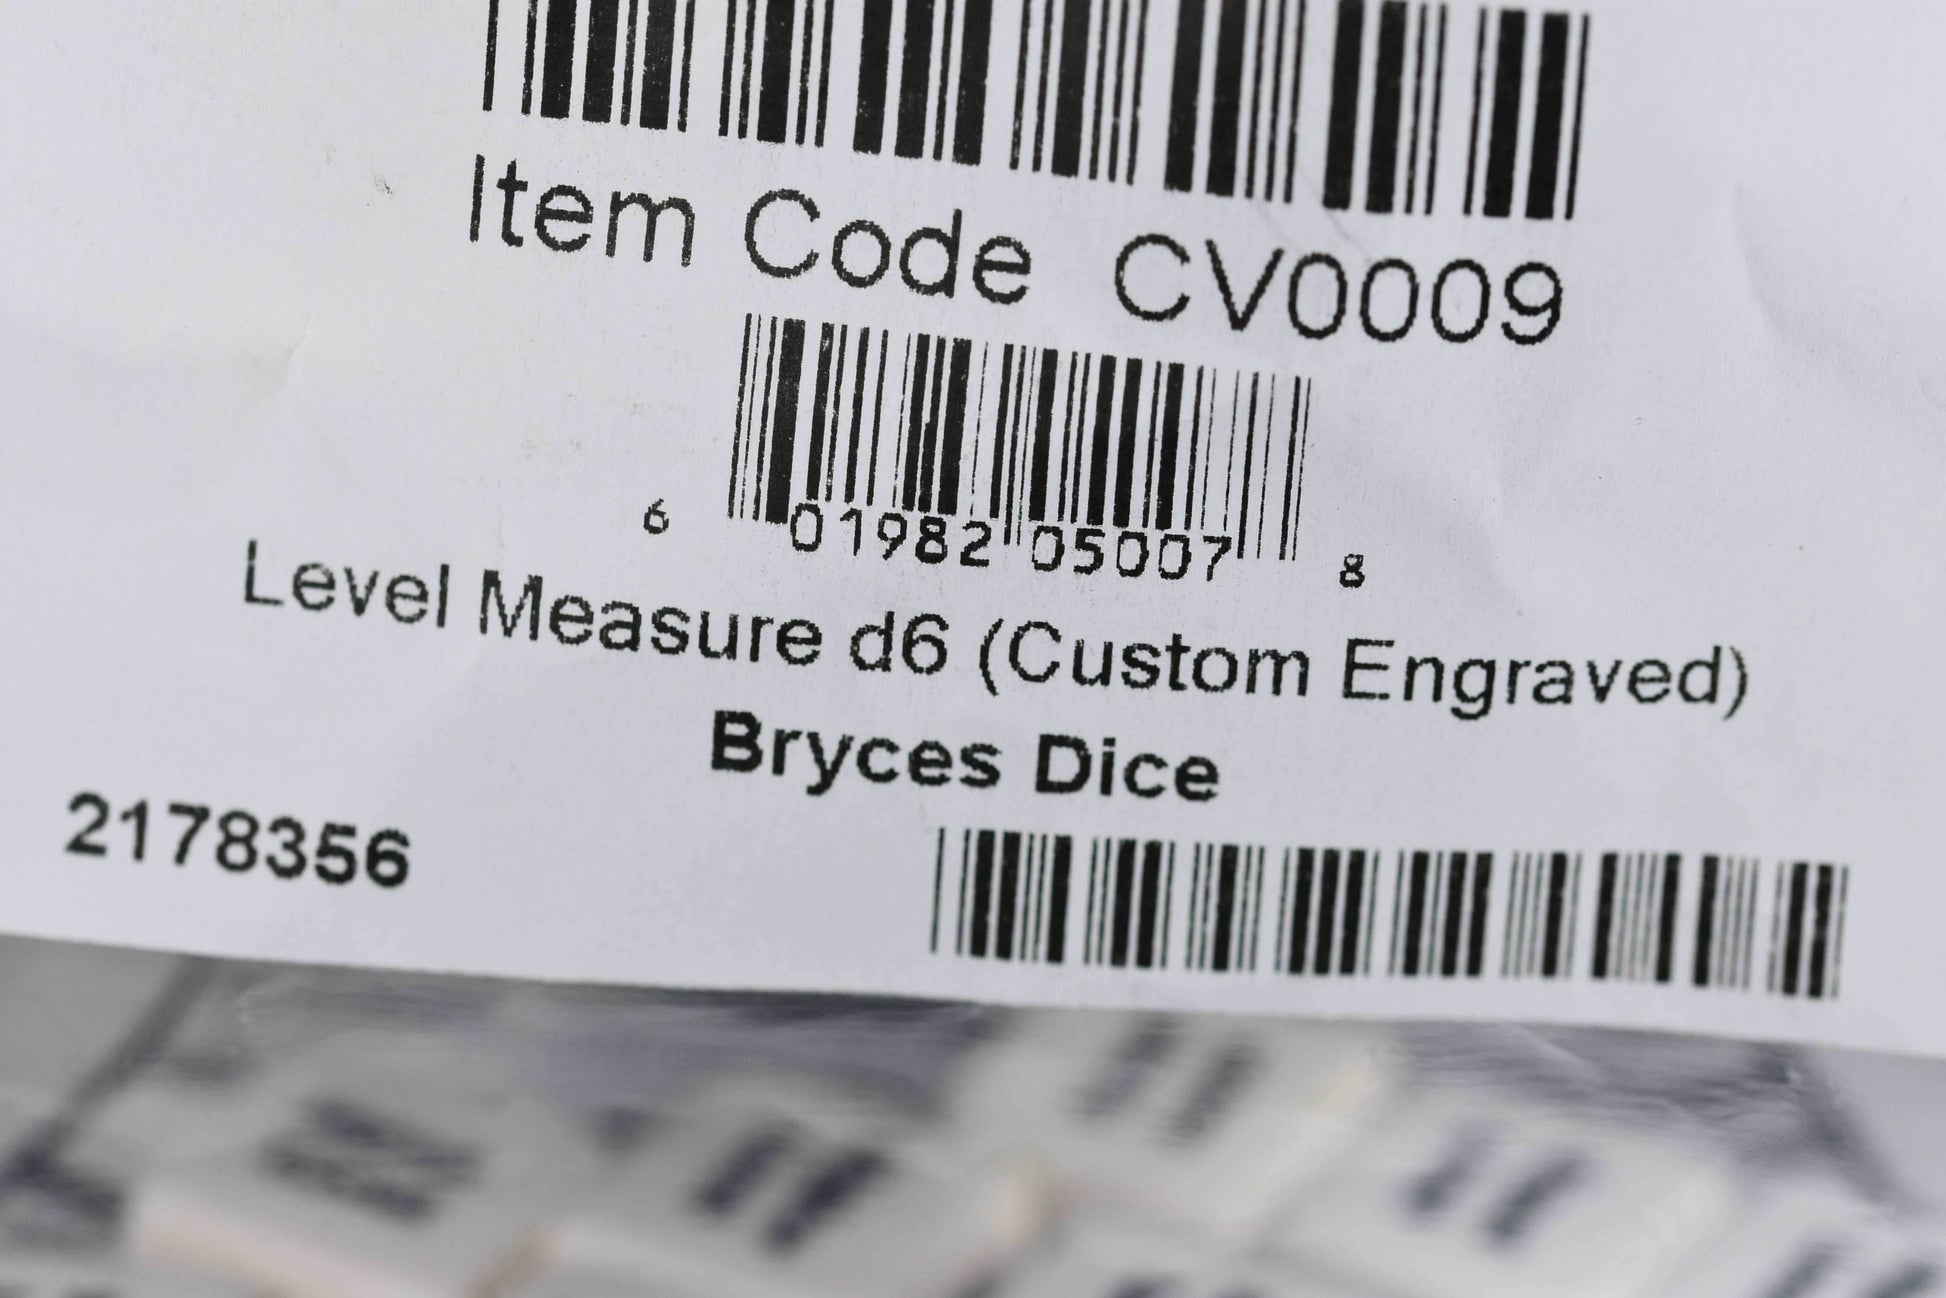 Item Code CV0009
6 01982 05007 8
Level Measure d6 (Custom Engraved)
Bryces Dice
2178356